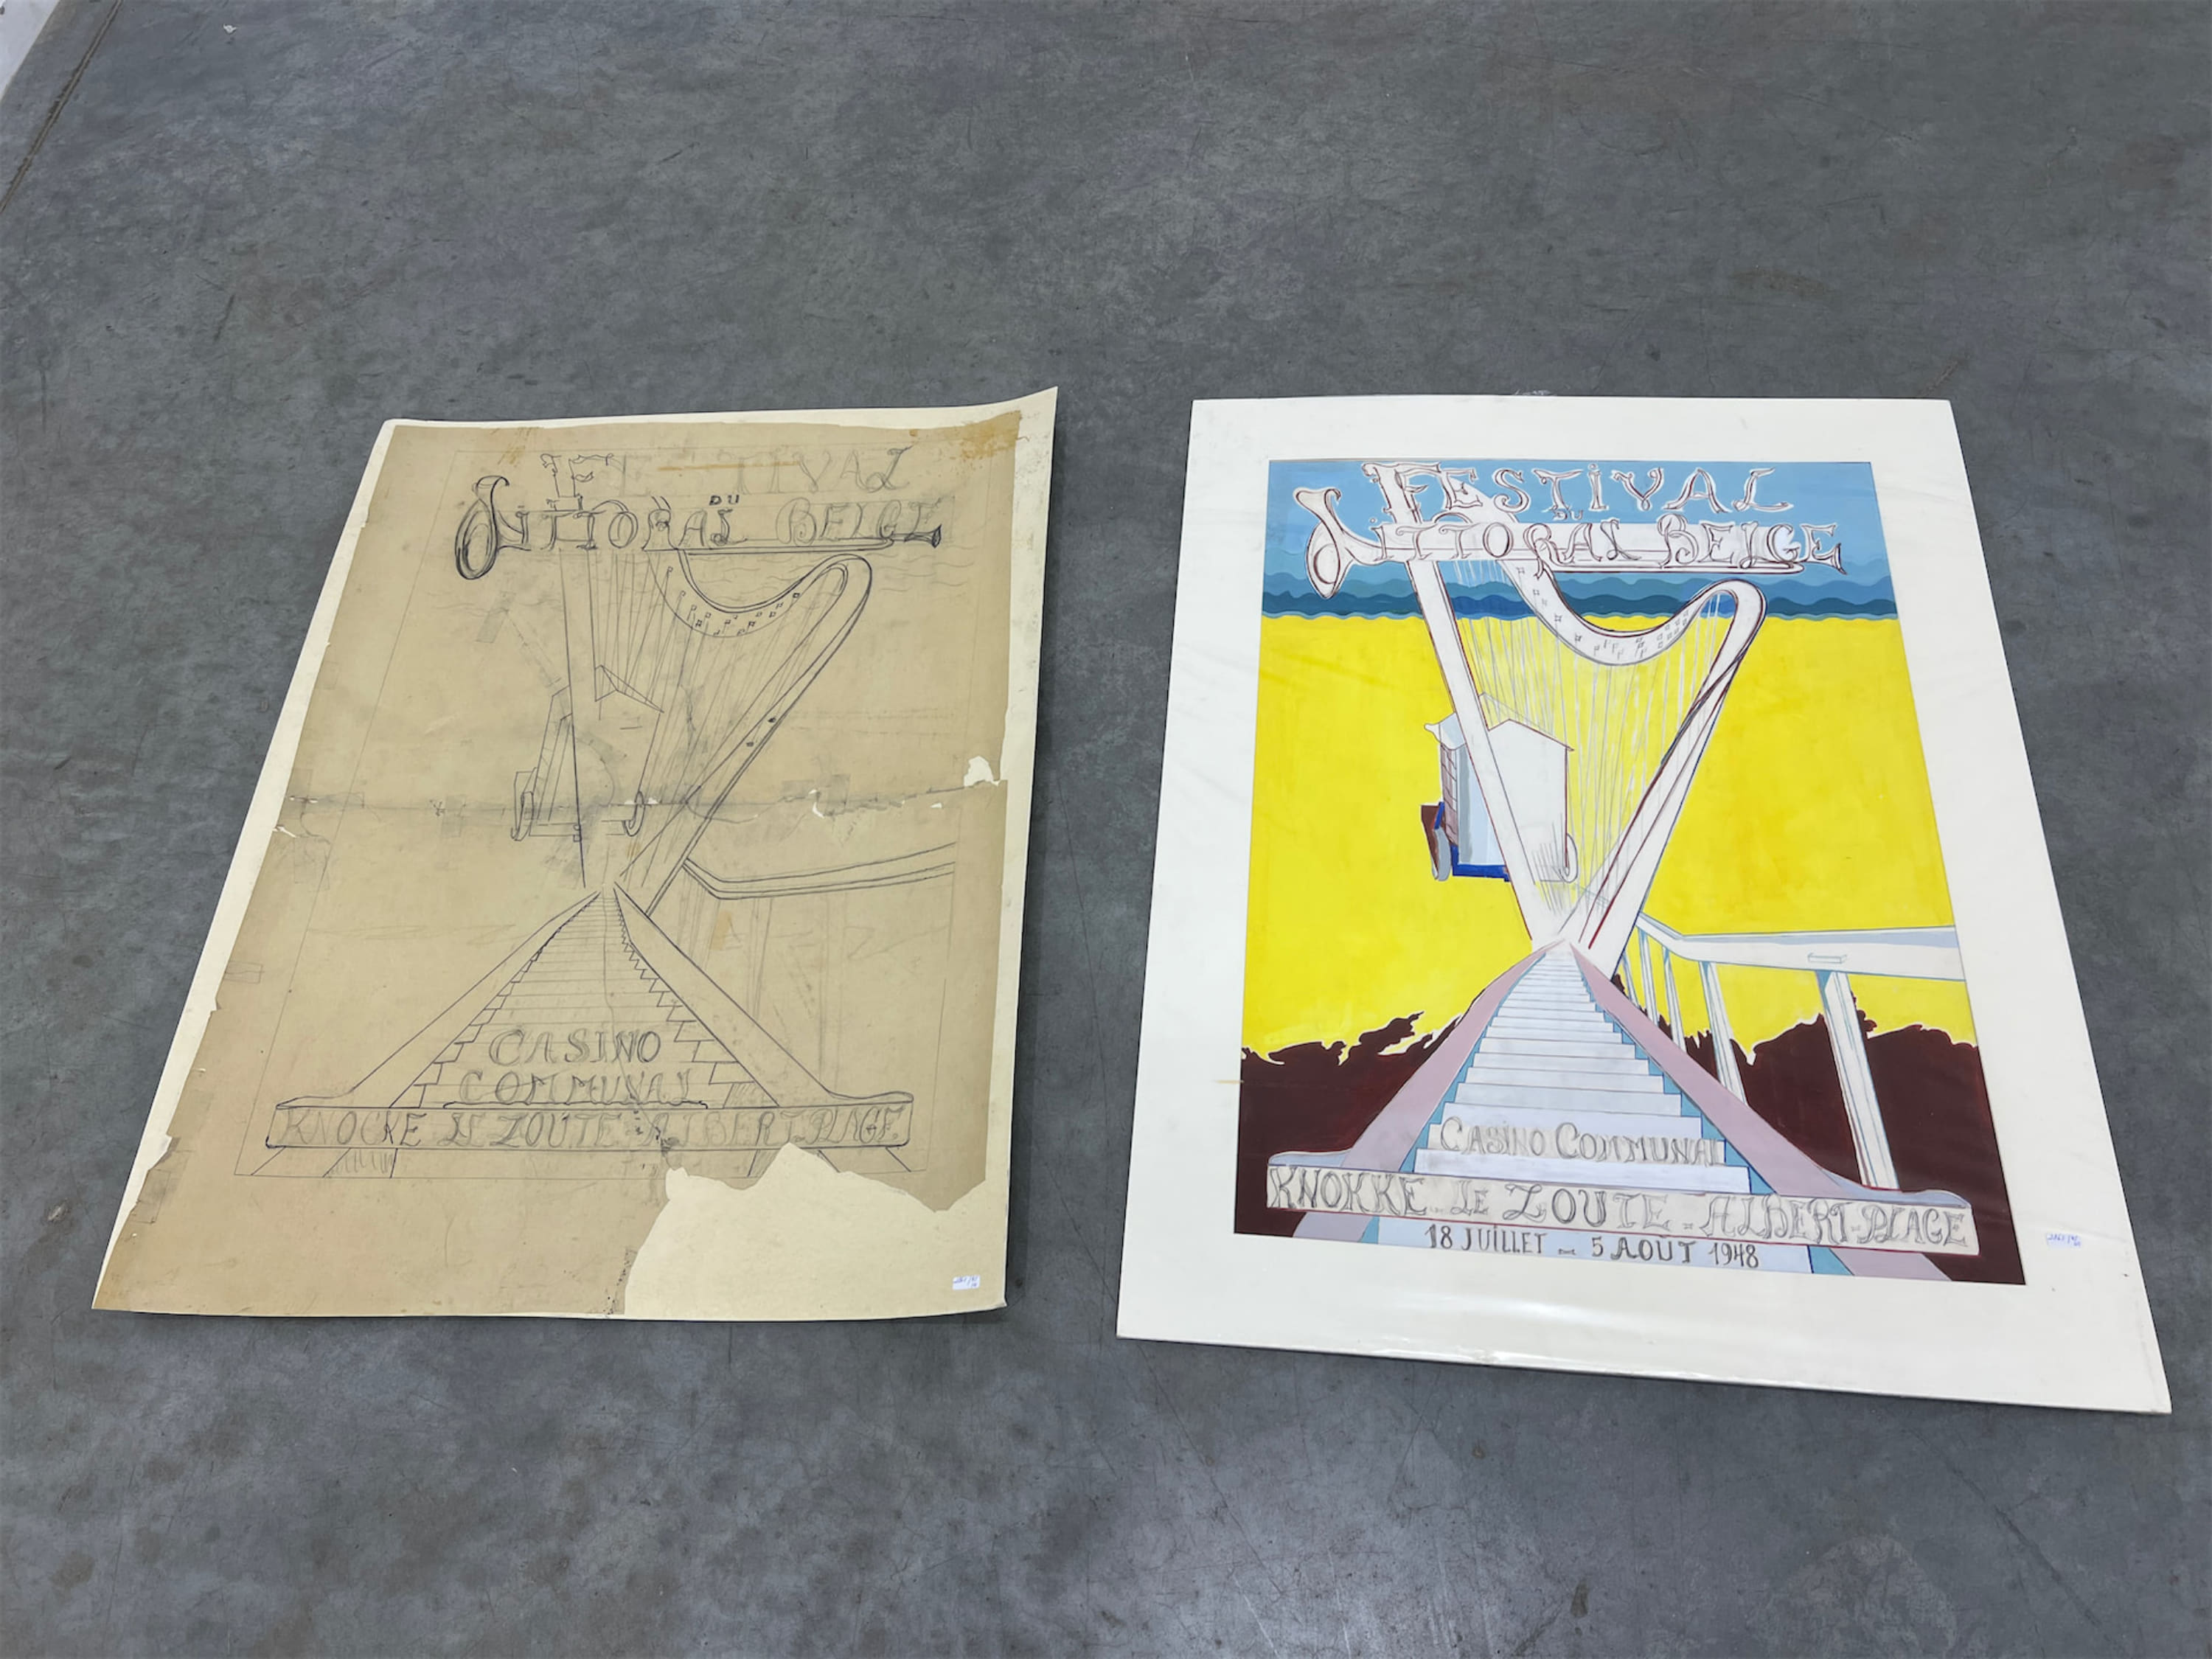 FESTIVAL
DU
LITTORAL BELGE
CASINO
COMMUNAL
KNOCKE LE ZOUTE - ALBERT-PLAGE
FESTIVAL
DU
LITTORAL BELGE
CASINO COMMUNAL
KNOKKE - LE ZOUTE - ALBERT-PLAGE
18 JUILLET - 5 AOUT 1948